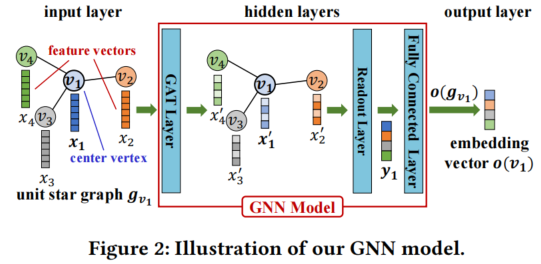 input layer
hidden layers
output layer
v4
feature vectors
v1
v2
v3
x4
x1
x2
center vertex
x3
unit star graph g_v1
GAT Layer
v4
v1
v2
v3
x'4
x'1
x'2
x'3
Readout Layer
y1
Fully Connected Layer
GNN Model
o(g_v1)
embedding
vector o(v1)
Figure 2: Illustration of our GNN model.